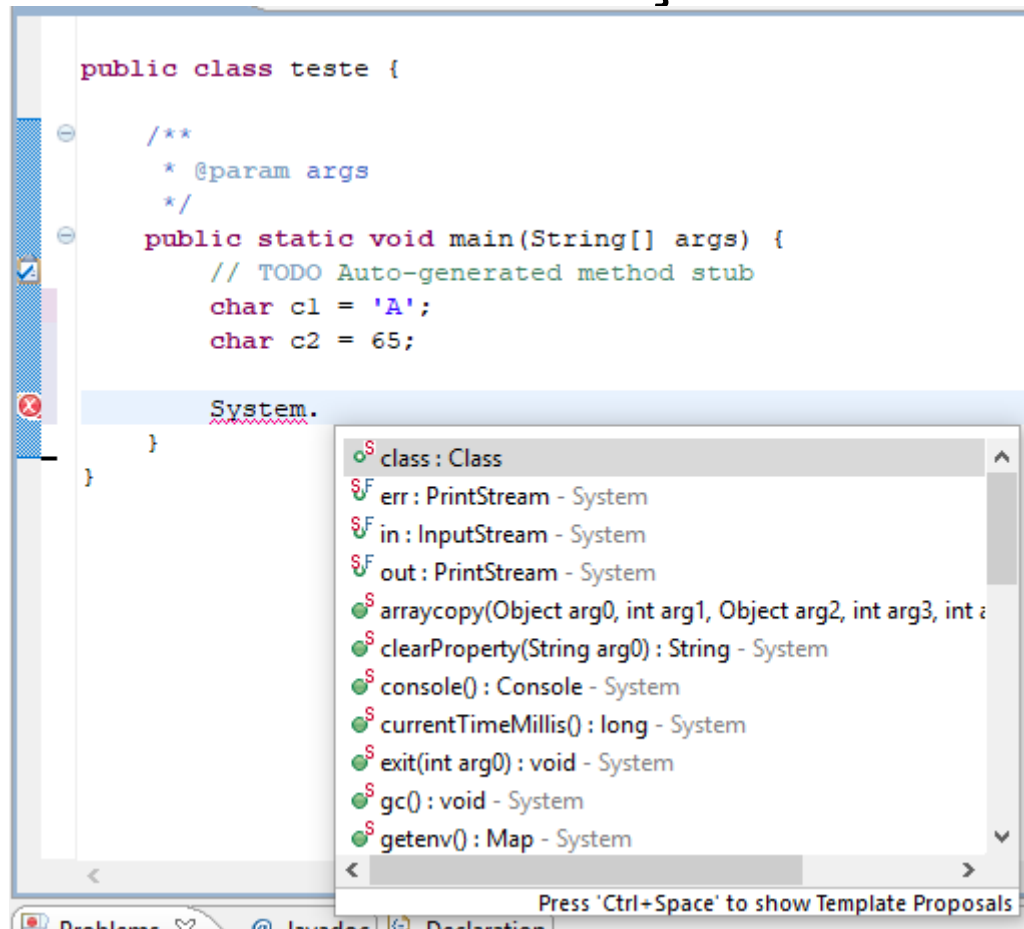 public class teste {
/**
* @param args
*/
public static void main(String[] args) {
// TODO Auto-generated method stub
char c1 = 'A';
char c2 = 65;
System.
}
}
class : Class
err : PrintStream - System
in : InputStream - System
out : PrintStream - System
arraycopy(Object arg0, int arg1, Object arg2, int arg3, int a
clearProperty(String arg0) : String - System
console() : Console - System
currentTimeMillis() : long - System
exit(int arg0) : void - System
gc() : void - System
getenv() : Map - System
Press 'Ctrl+Space' to show Template Proposals
Problems @ Javadoc Declaration